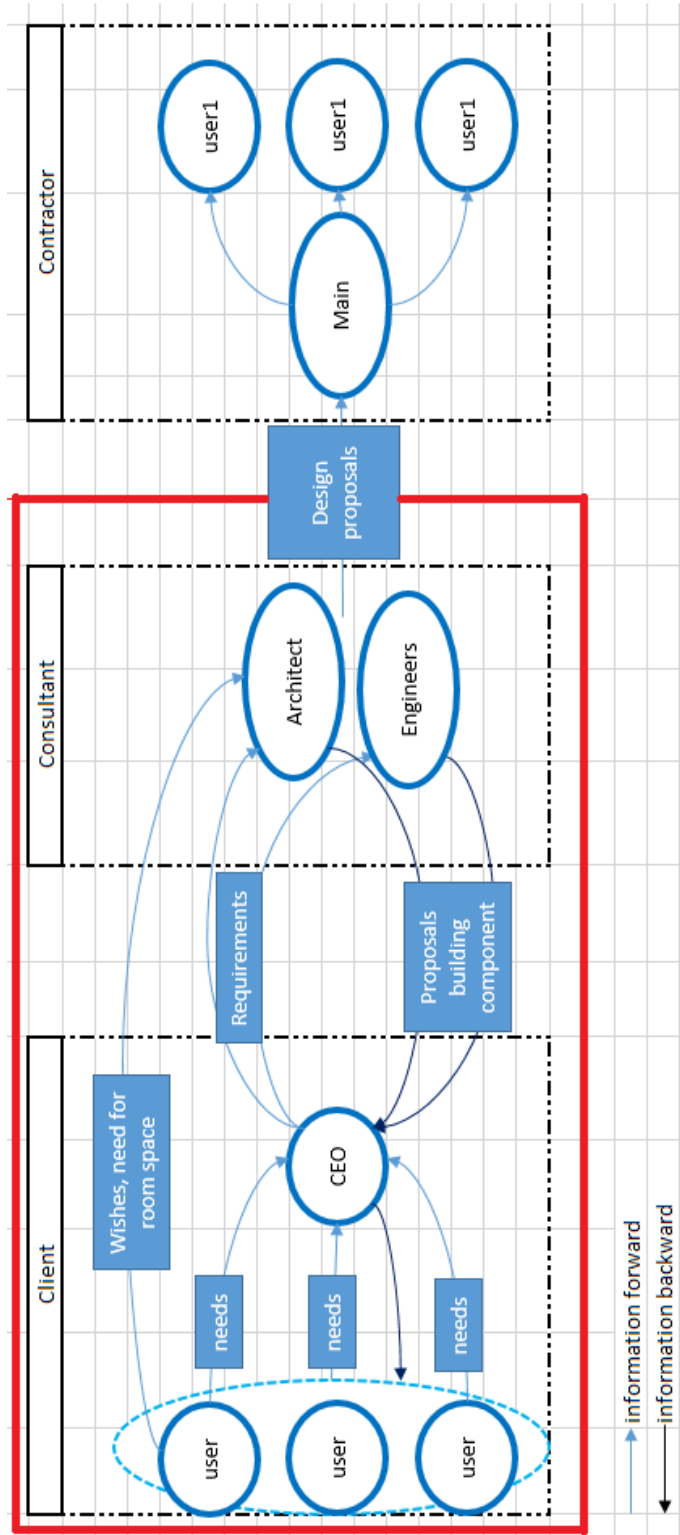 Client
Consultant
Contractor
Wishes, need for
room space
needs
needs
needs
user
user
user
CEO
Requirements
Proposals
building
component
Architect
Engineers
Design
proposals
Main
user1
user1
user1
information forward
information backward